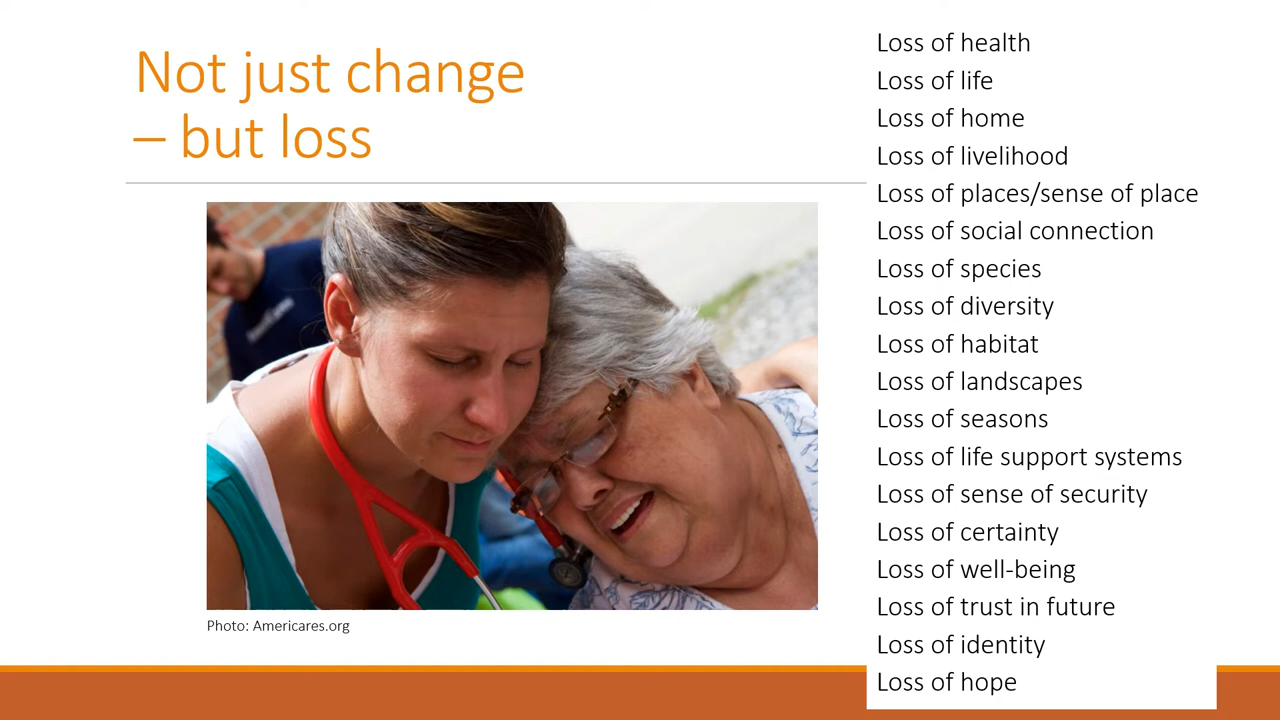 Not just change
– but loss
Photo: Americares.org
Loss of health
Loss of life
Loss of home
Loss of livelihood
Loss of places/sense of place
Loss of social connection
Loss of species
Loss of diversity
Loss of habitat
Loss of landscapes
Loss of seasons
Loss of life support systems
Loss of sense of security
Loss of certainty
Loss of well-being
Loss of trust in future
Loss of identity
Loss of hope